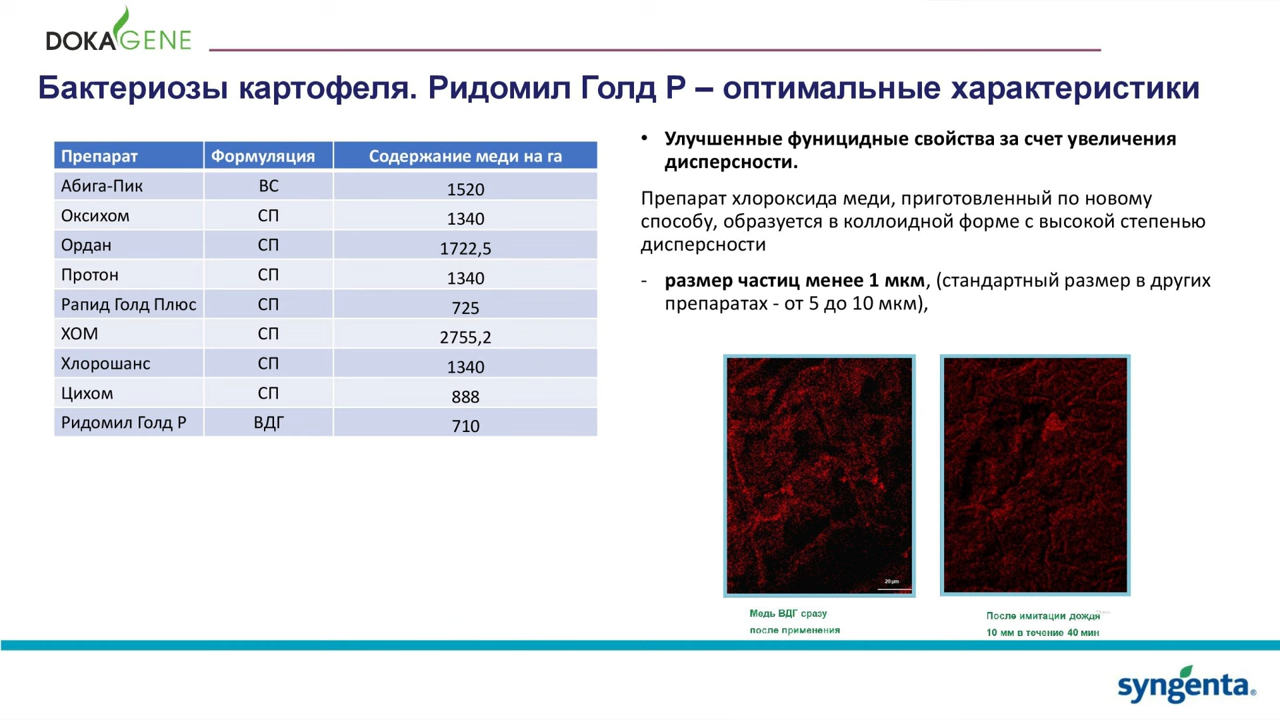 DOKAGENE
Бактериозы картофеля. Ридомил Голд Р – оптимальные характеристики
Препарат Формуляция Содержание меди на га
Абига-Пик ВС 1520
Оксихом СП 1340
Ордан СП 1722,5
Протон СП 1340
Рапид Голд Плюс СП 725
ХОМ СП 2755,2
Хлорошанс СП 1340
Цихом СП 888
Ридомил Голд Р ВДГ 710
• Улучшенные фуницидные свойства за счет увеличения
дисперсности.
Препарат хлороксида меди, приготовленный по новому
способу, образуется в коллоидной форме с высокой степенью
дисперсности
- размер частиц менее 1 мкм, (стандартный размер в других
препаратах - от 5 до 10 мкм),
20 µm
Медь ВДГ сразу
после применения
После имитации дождя
10 мм в течение 40 мин
syngenta®